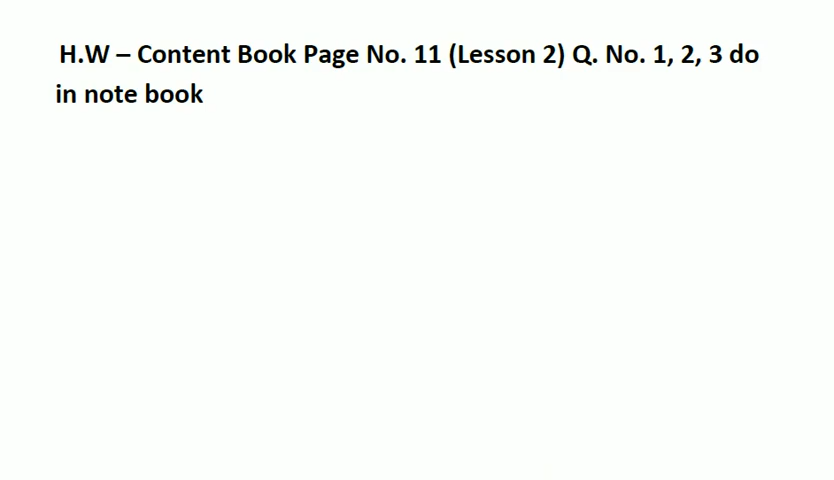 H.W – Content Book Page No. 11 (Lesson 2) Q. No. 1, 2, 3 do
in note book